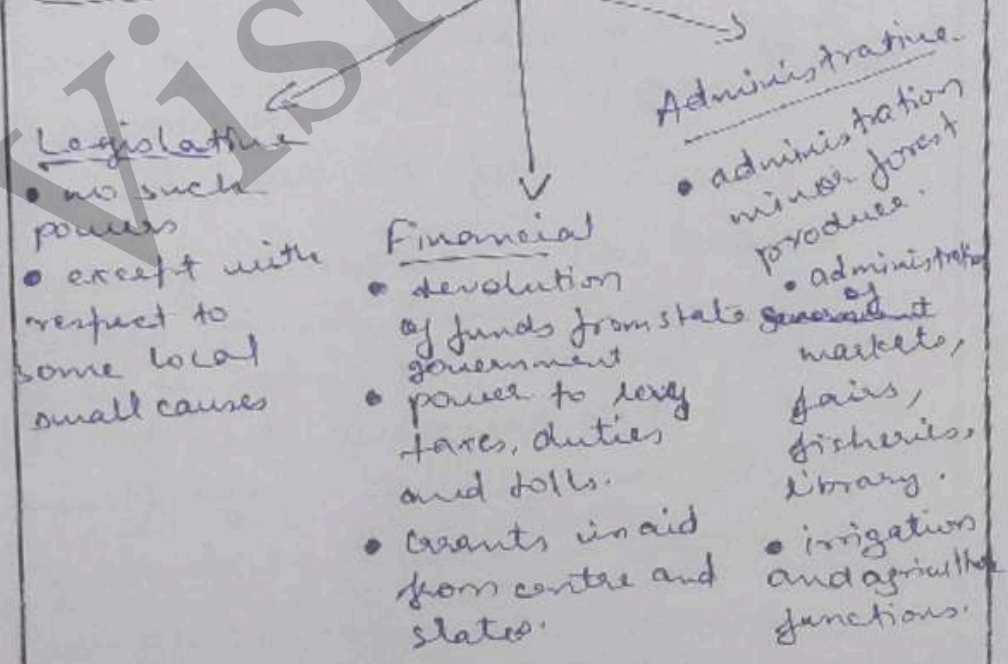 Legislative
• no such
powers
• except with
respect to
some local
small causes
Financial
• devolution
of funds from state
government
• power to levy
taxes, duties
and tolls.
• Grants in aid
from centre and
states.
Administrative
• administration
minor forest
produce.
• administration
of
markets,
fairs,
fisheries,
library.
• irrigation
and agriculture
functions.
Visi